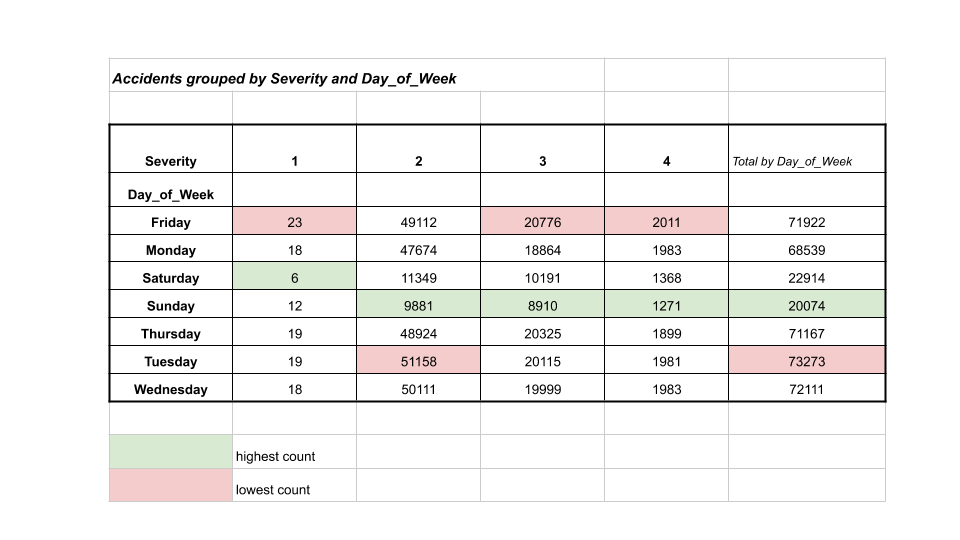 Accidents grouped by Severity and Day_of_Week
Severity 1 2 3 4 Total by Day_of_Week
Day_of_Week
Friday 23 49112 20776 2011 71922
Monday 18 47674 18864 1983 68539
Saturday 6 11349 10191 1368 22914
Sunday 12 9881 8910 1271 20074
Thursday 19 48924 20325 1899 71167
Tuesday 19 51158 20115 1981 73273
Wednesday 18 50111 19999 1983 72111
highest count
lowest count